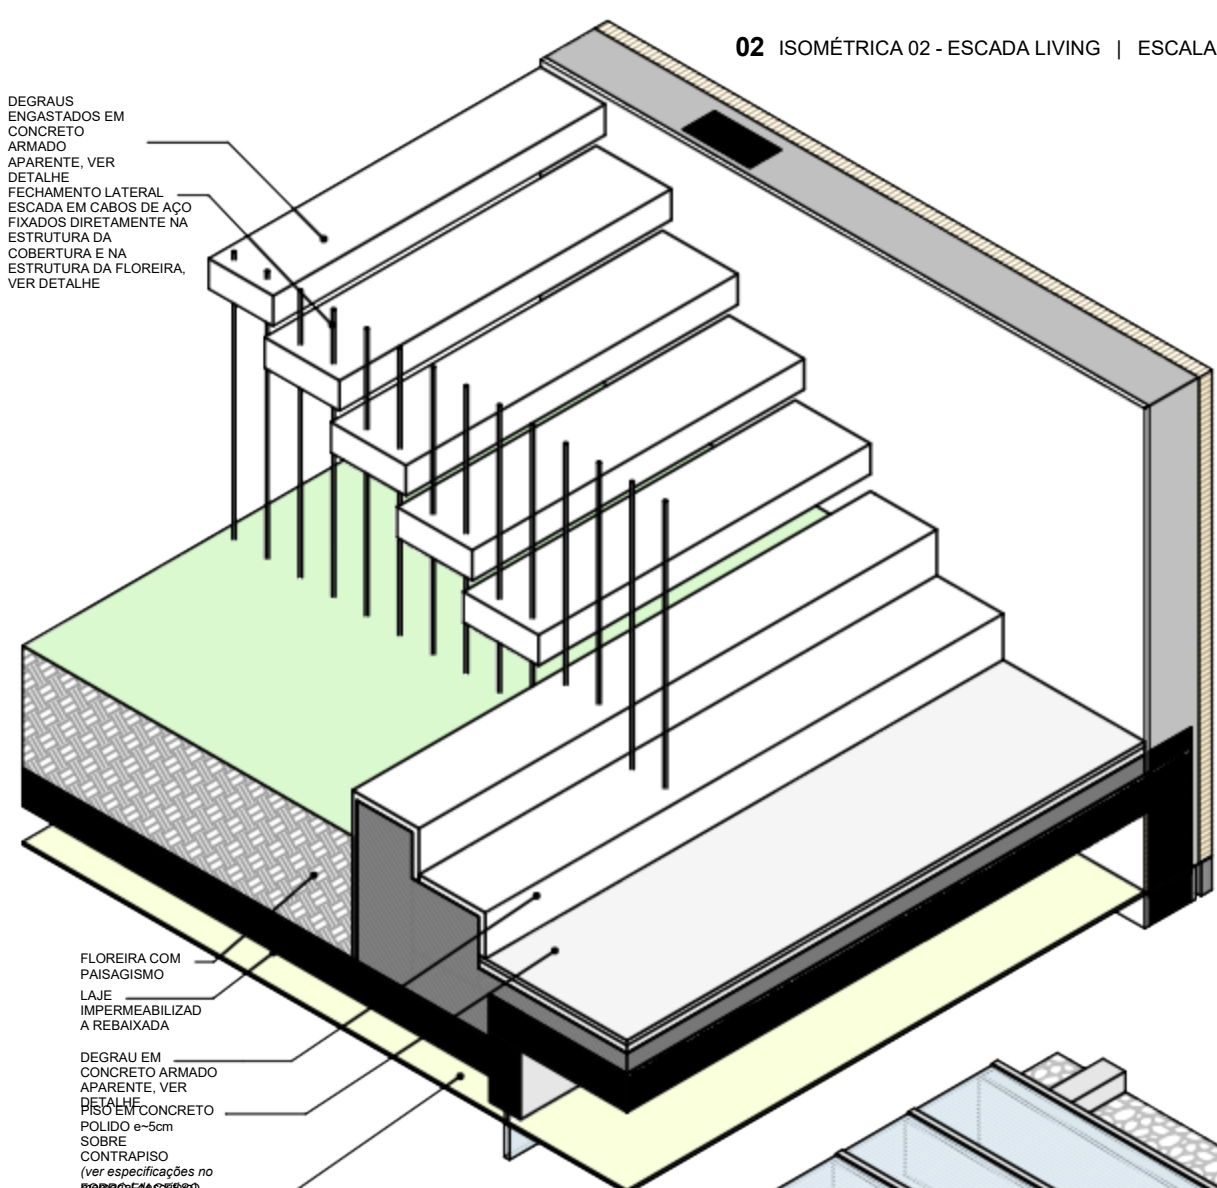 02 ISOMÉTRICA 02 - ESCADA LIVING | ESCALA
DEGRAUS
ENGASTADOS EM
CONCRETO
ARMADO
APARENTE, VER
DETALHE
FECHAMENTO LATERAL
ESCADA EM CABOS DE AÇO
FIXADOS DIRETAMENTE NA
ESTRUTURA DA
COBERTURA E NA
ESTRUTURA DA FLOREIRA,
VER DETALHE
FLOREIRA COM
PAISAGISMO
LAJE
IMPERMEABILIZAD
A REBAIXADA
DEGRAU EM
CONCRETO ARMADO
APARENTE, VER
DETALHE
PISO EM CONCRETO
POLIDO e~5cm
SOBRE
CONTRAPISO
(ver especificações no